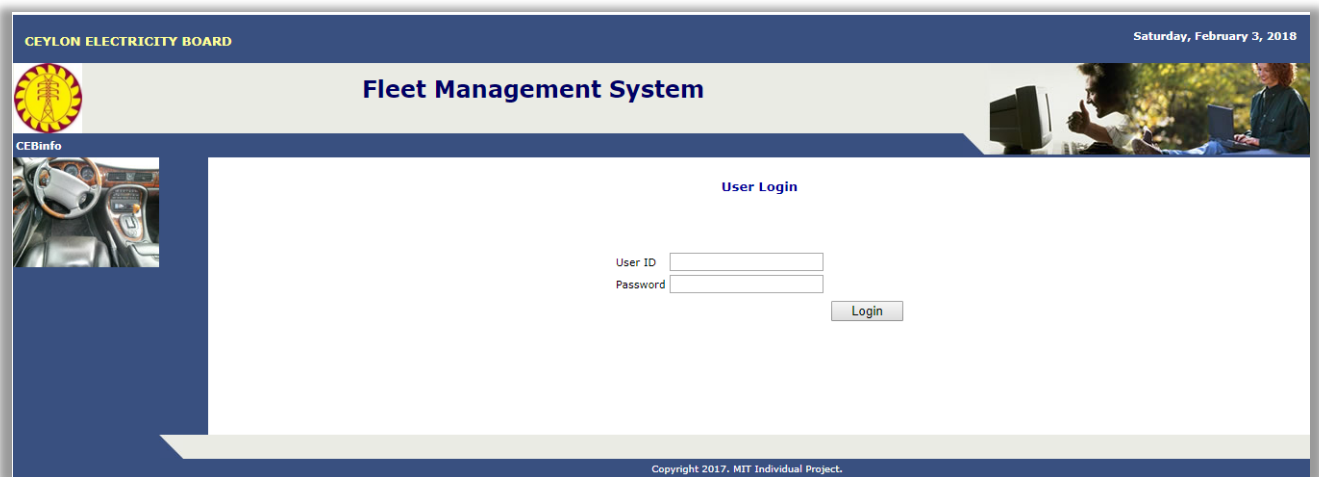 CEYLON ELECTRICITY BOARD
Saturday, February 3, 2018
Fleet Management System
CEBinfo
User Login
User ID
Password
Login
Copyright 2017. MIT Individual Project.